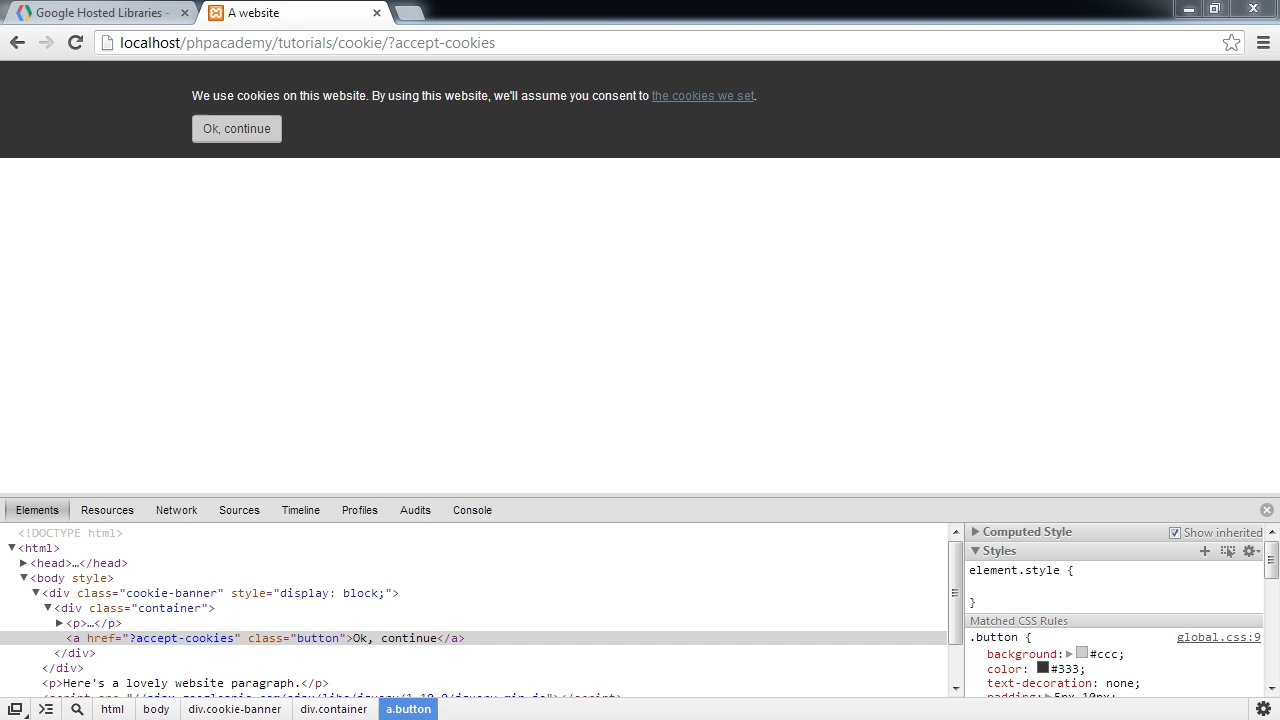 Google Hosted Libraries -
A website
localhost/phpacademy/tutorials/cookie/?accept-cookies
We use cookies on this website. By using this website, we'll assume you consent to the cookies we set.
Ok, continue
Elements Resources Network Sources Timeline Profiles Audits Console
<!DOCTYPE html>
<html>
<head>…</head>
<body style>
<div class="cookie-banner" style="display: block;">
<div class="container">
<p>…</p>
<a href="?accept-cookies" class="button">Ok, continue</a>
</div>
</div>
<p>Here's a lovely website paragraph.</p>
Computed Style Show inherited
Styles
element.style {
}
Matched CSS Rules
.button { global.css:9
background: #ccc;
color: #333;
text-decoration: none;
padding: 5px 10px;
html body div.cookie-banner div.container a.button